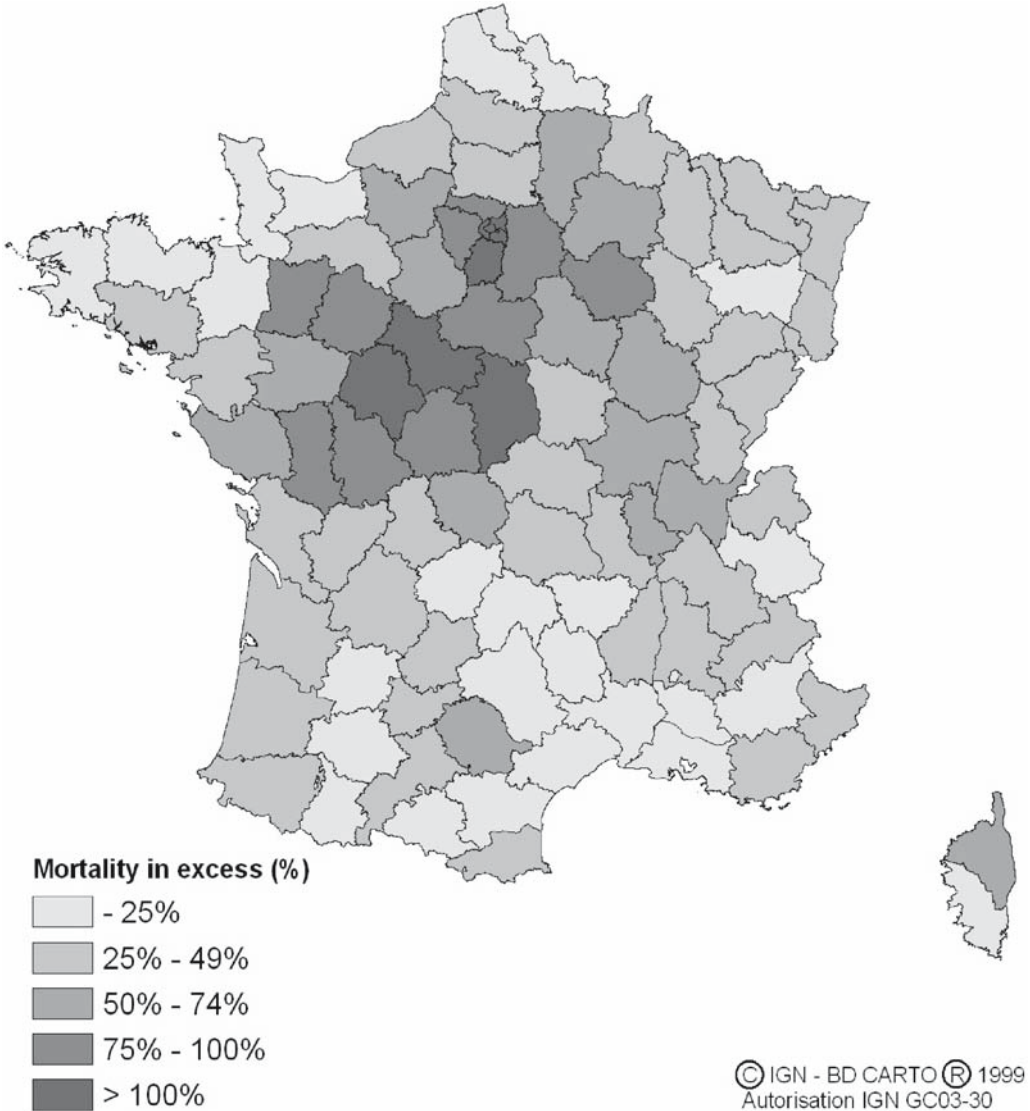 Mortality in excess (%)
- 25%
25% - 49%
50% - 74%
75% - 100%
> 100%
© IGN - BD CARTO ® 1999
Autorisation IGN GC03-30